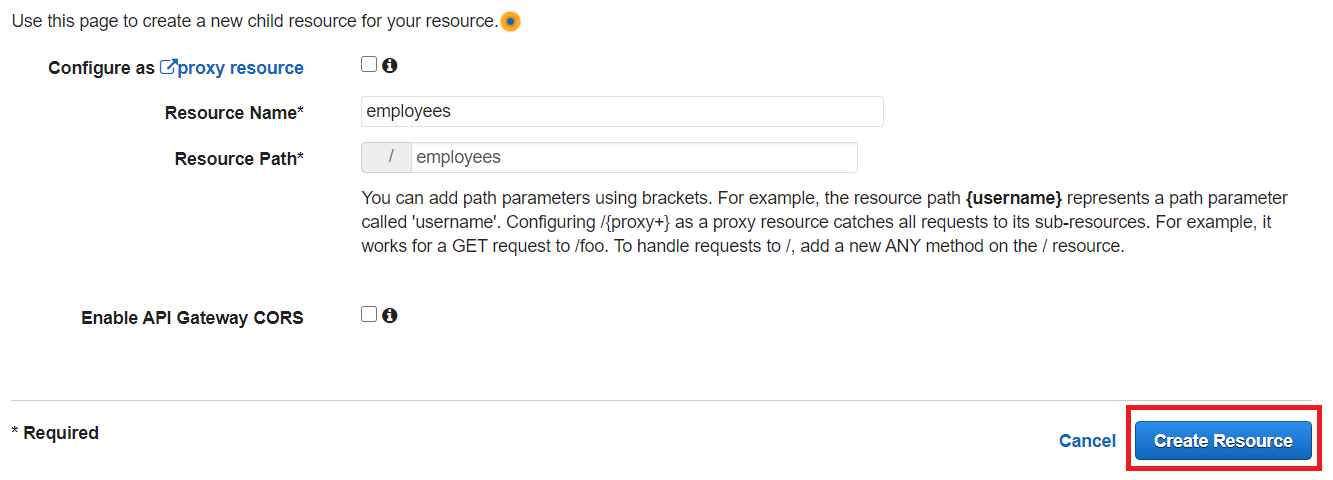 Use this page to create a new child resource for your resource.
Configure as proxy resource
Resource Name* employees
Resource Path* / employees
You can add path parameters using brackets. For example, the resource path {username} represents a path parameter
called 'username'. Configuring /{proxy+} as a proxy resource catches all requests to its sub-resources. For example, it
works for a GET request to /foo. To handle requests to /, add a new ANY method on the / resource.
Enable API Gateway CORS
* Required
Cancel Create Resource